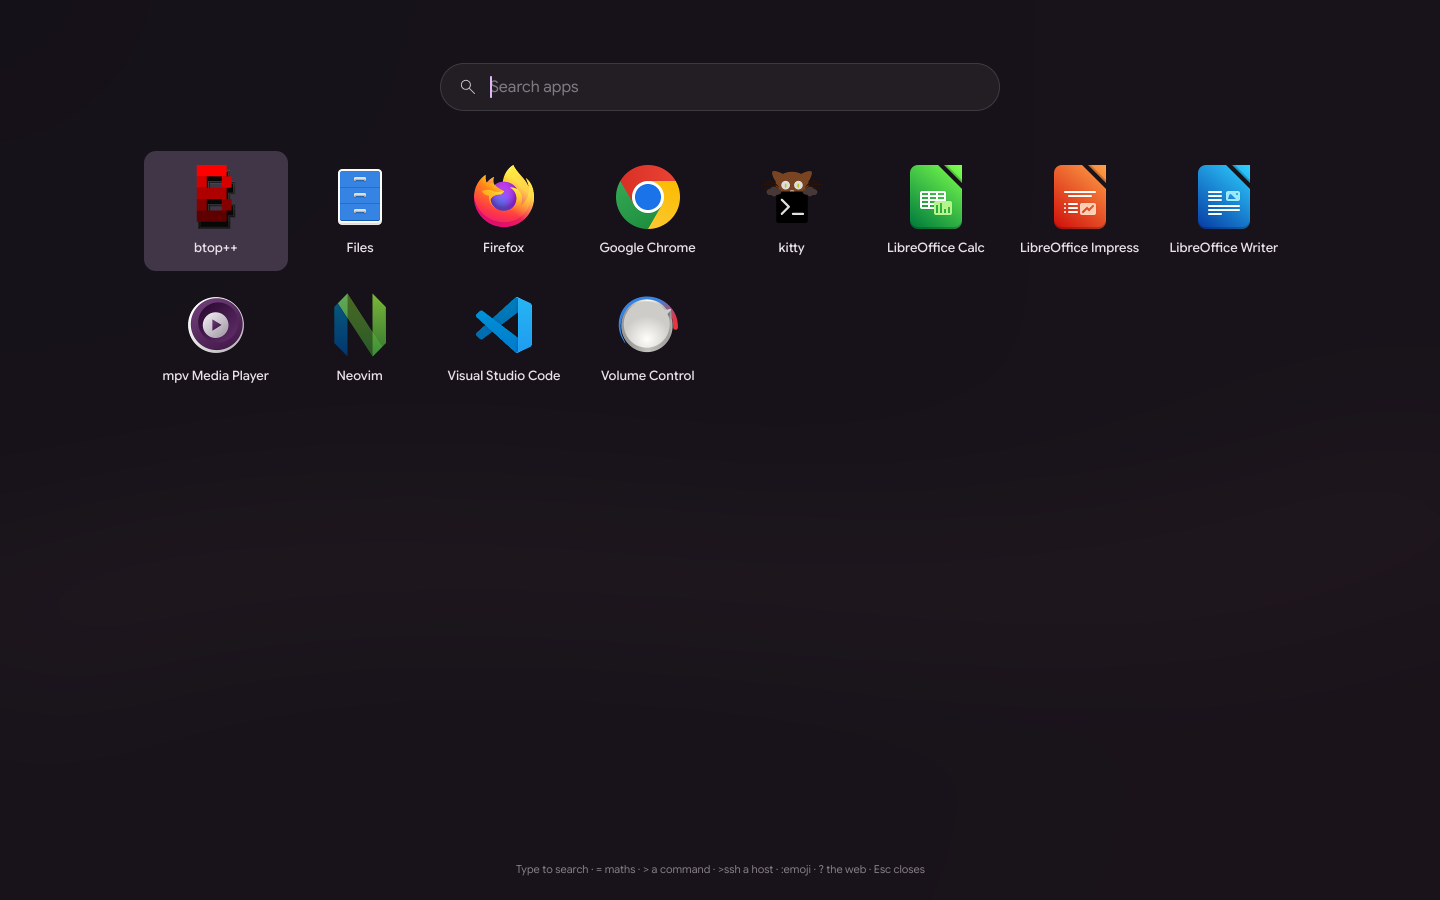 Search apps
btop++
Files
Firefox
Google Chrome
kitty
LibreOffice Calc
LibreOffice Impress
LibreOffice Writer
mpv Media Player
Neovim
Visual Studio Code
Volume Control
Type to search · = maths · > a command · >ssh a host · :emoji · ? the web · Esc closes